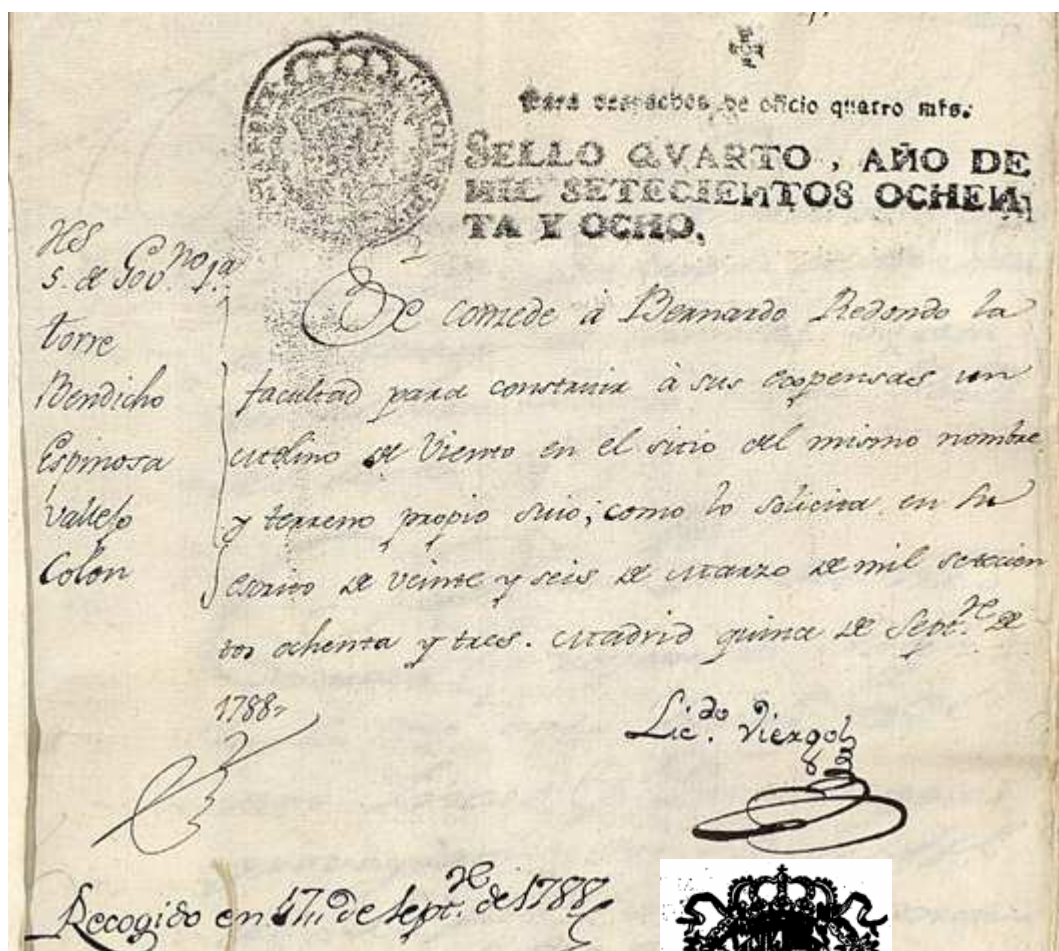 Para despachos de oficio quatro mrs.
SELLO QVARTO, AÑO DE
MIL SETECIENTOS OCHEN-
TA Y OCHO.
S. de Gov.no 1.a
Torre
Bendicho
Espinosa
Vallejo
Colon
Se concede á Bernardo Redondo la
facultad para construir á sus expensas un
Molino de Viento en el sitio del mismo nombre
y terreno propio suio; como lo solicita en su
escrito de veinte y seis de Marzo de mil setecien
tos ochenta y tres. Madrid quince de Sept.re de
1788
Lic.do Viergol
Recogido en 17,, de Sept.re de 1788